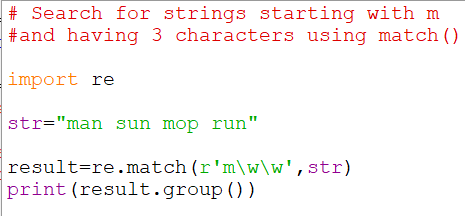 # Search for strings starting with m
#and having 3 characters using match()
import re
str="man sun mop run"
result=re.match(r'm\w\w',str)
print(result.group())